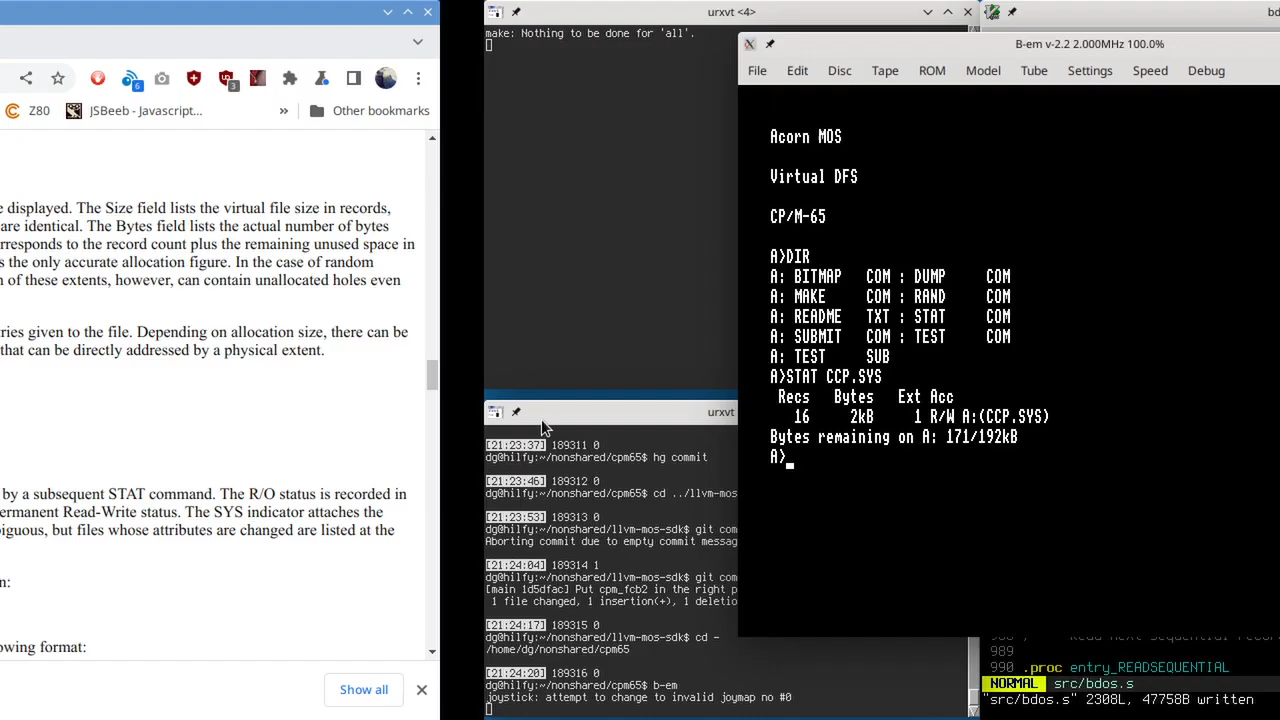 Z80
JSBeeb - Javascript...
»
Other bookmarks
6
3
e displayed. The Size field lists the virtual file size in records,
are identical. The Bytes field lists the actual number of bytes
rresponds to the record count plus the remaining unused space in
s the only accurate allocation figure. In the case of random
n of these extents, however, can contain unallocated holes even
ries given to the file. Depending on allocation size, there can be
that can be directly addressed by a physical extent.
by a subsequent STAT command. The R/O status is recorded in
ermanent Read-Write status. The SYS indicator attaches the
iguous, but files whose attributes are changed are listed at the
n:
owing format:
Show all
urxvt <4>
make: Nothing to be done for 'all'.
urxvt
[21:23:37] 189311 0
dg@hilfy:~/nonshared/cpm65$ hg commit
[21:23:46] 189312 0
dg@hilfy:~/nonshared/cpm65$ cd ../llvm-mos
[21:23:53] 189313 0
dg@hilfy:~/nonshared/llvm-mos-sdk$ git com
Aborting commit due to empty commit messag
[21:24:04] 189314 1
dg@hilfy:~/nonshared/llvm-mos-sdk$ git com
[main 1d5dfac] Put cpm_fcb2 in the right p
1 file changed, 1 insertion(+), 1 deletio
[21:24:17] 189315 0
dg@hilfy:~/nonshared/llvm-mos-sdk$ cd -
/home/dg/nonshared/cpm65
[21:24:20] 189316 0
dg@hilfy:~/nonshared/cpm65$ b-em
joystick: attempt to change to invalid joymap no #0
bd
B-em v-2.2 2.000MHz 100.0%
File Edit Disc Tape ROM Model Tube Settings Speed Debug
Acorn MOS
Virtual DFS
CP/M-65
A>DIR
A: BITMAP COM : DUMP COM
A: MAKE COM : RAND COM
A: README TXT : STAT COM
A: SUBMIT COM : TEST COM
A: TEST SUB
A>STAT CCP.SYS
Recs Bytes Ext Acc
16 2kB 1 R/W A:(CCP.SYS)
Bytes remaining on A: 171/192kB
A>
989
990 .proc entry_READSEQUENTIAL
NORMAL src/bdos.s
"src/bdos.s" 2308L, 47758B written